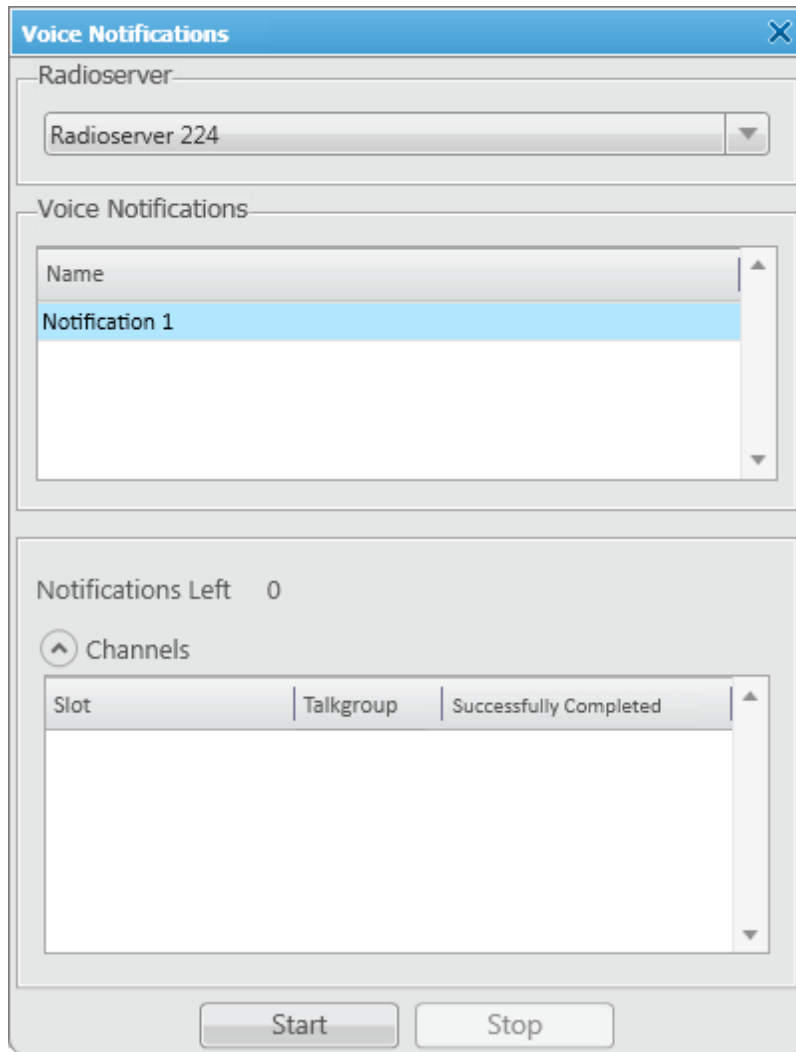 Voice Notifications
Radioserver
Radioserver 224
Voice Notifications
Name
Notification 1
Notifications Left 0
Channels
Slot Talkgroup Successfully Completed
Start Stop